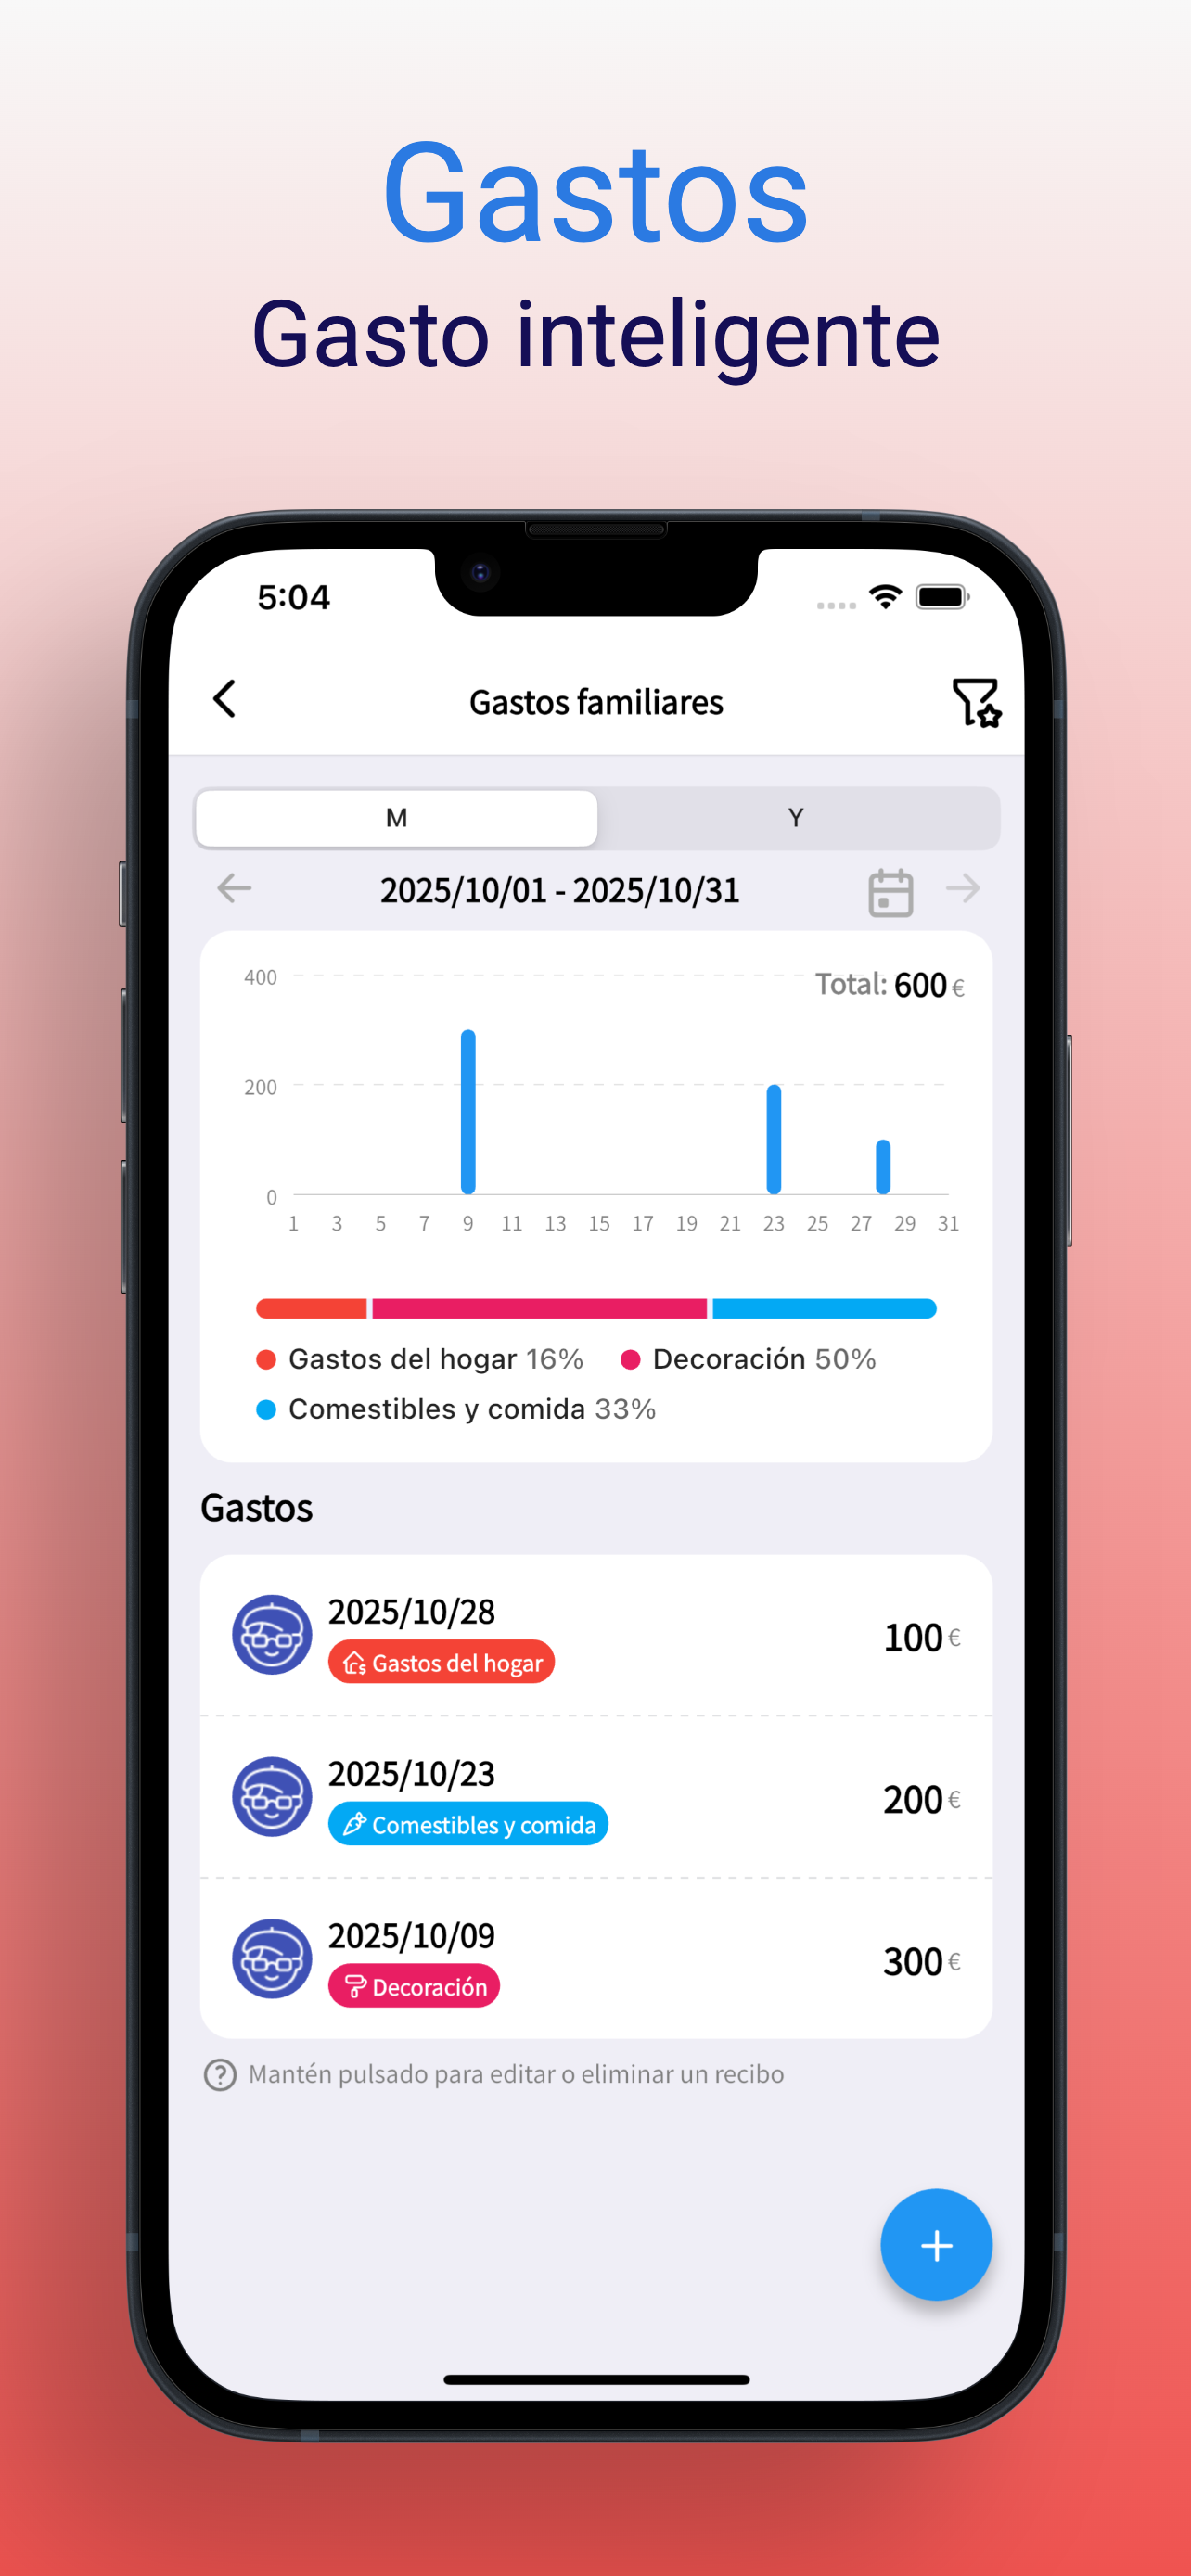 Gastos
Gasto inteligente
5:04
Gastos familiares
M Y
2025/10/01 - 2025/10/31
400 Total: 600 €
200
0
1 3 5 7 9 11 13 15 17 19 21 23 25 27 29 31
Gastos del hogar 16% Decoración 50%
Comestibles y comida 33%
Gastos
2025/10/28
Gastos del hogar 100 €
2025/10/23
Comestibles y comida 200 €
2025/10/09
Decoración 300 €
Mantén pulsado para editar o eliminar un recibo